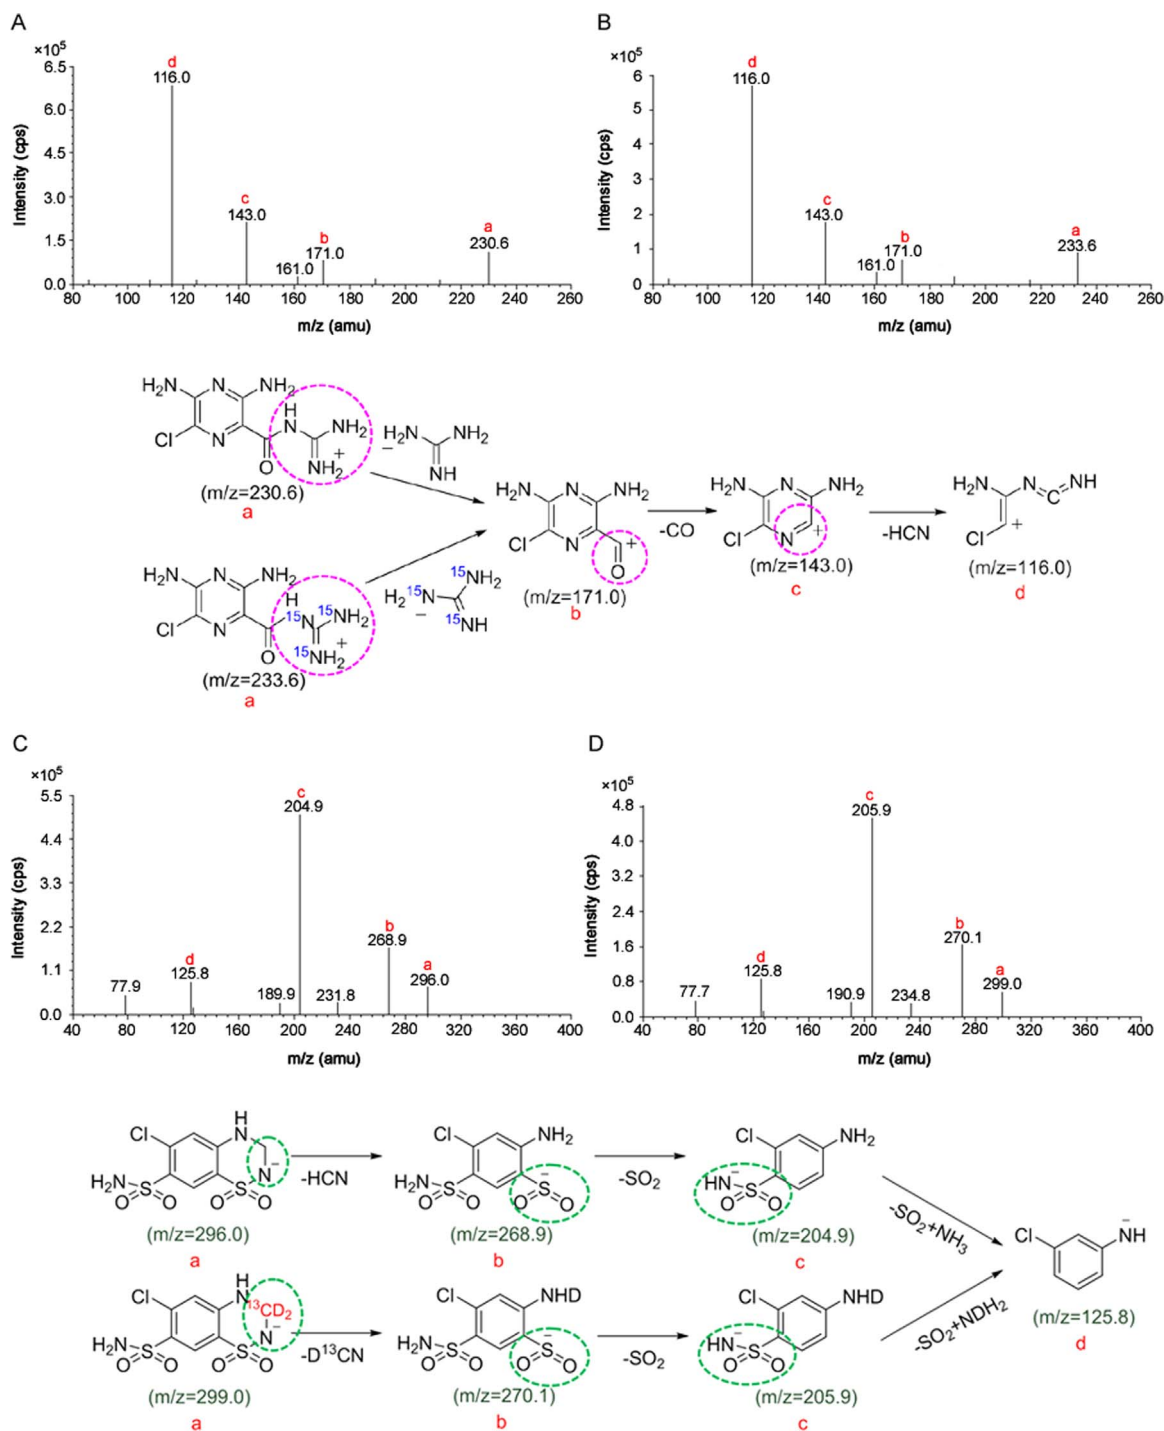 A
B
×10⁵
×10⁵
Intensity (cps)
6.5
6.0
4.5
3.0
1.5
0.0
d
116.0
c
143.0
161.0
b
171.0
a
230.6
80 100 120 140 160 180 200 220 240 260
m/z (amu)
Intensity (cps)
6
5
4
3
2
1
0
d
116.0
c
143.0
161.0
b
171.0
a
233.6
80 100 120 140 160 180 200 220 240 260
m/z (amu)
H₂N N NH₂
Cl N H N NH₂
O NH₂ +
(m/z=230.6)
a
− H₂N NH₂
NH
H₂N N NH₂
Cl N H ¹⁵N ¹⁵NH₂
O ¹⁵NH₂ +
(m/z=233.6)
a
¹⁵NH₂
H₂ ¹⁵N
− ¹⁵NH
H₂N N NH₂
Cl N +
O
(m/z=171.0)
b
-CO
H₂N N NH₂
Cl N +
(m/z=143.0)
c
-HCN
H₂N N C NH
Cl +
(m/z=116.0)
d
C
D
×10⁵
×10⁵
Intensity (cps)
5.5
4.4
3.3
2.2
1.1
0.0
77.9
d
125.8
189.9
c
204.9
231.8
b
268.9
a
296.0
40 80 120 160 200 240 280 320 360 400
m/z (amu)
Intensity (cps)
4.8
4.0
3.2
2.4
1.6
0.8
0.0
77.7
d
125.8
190.9
c
205.9
234.8
b
270.1
a
299.0
40 80 120 160 200 240 280 320 360 400
m/z (amu)
Cl H N
H₂N S O O S O O N −
(m/z=296.0)
a
-HCN
Cl NH₂
H₂N S O O S − O O
(m/z=268.9)
b
-SO₂
Cl NH₂
HN − S O O
(m/z=204.9)
c
-SO₂+NH₃
Cl H N ¹³CD₂
H₂N S O O S O O N −
(m/z=299.0)
a
-D¹³CN
Cl NHD
H₂N S O O S − O O
(m/z=270.1)
b
-SO₂
Cl NHD
HN − S O O
(m/z=205.9)
c
-SO₂+NDH₂
Cl NH −
(m/z=125.8)
d